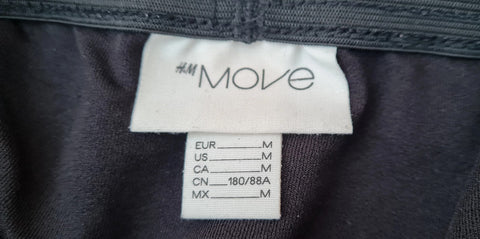 H&M MOVE
EUR M
US M
CA M
CN 180/88A
MX M